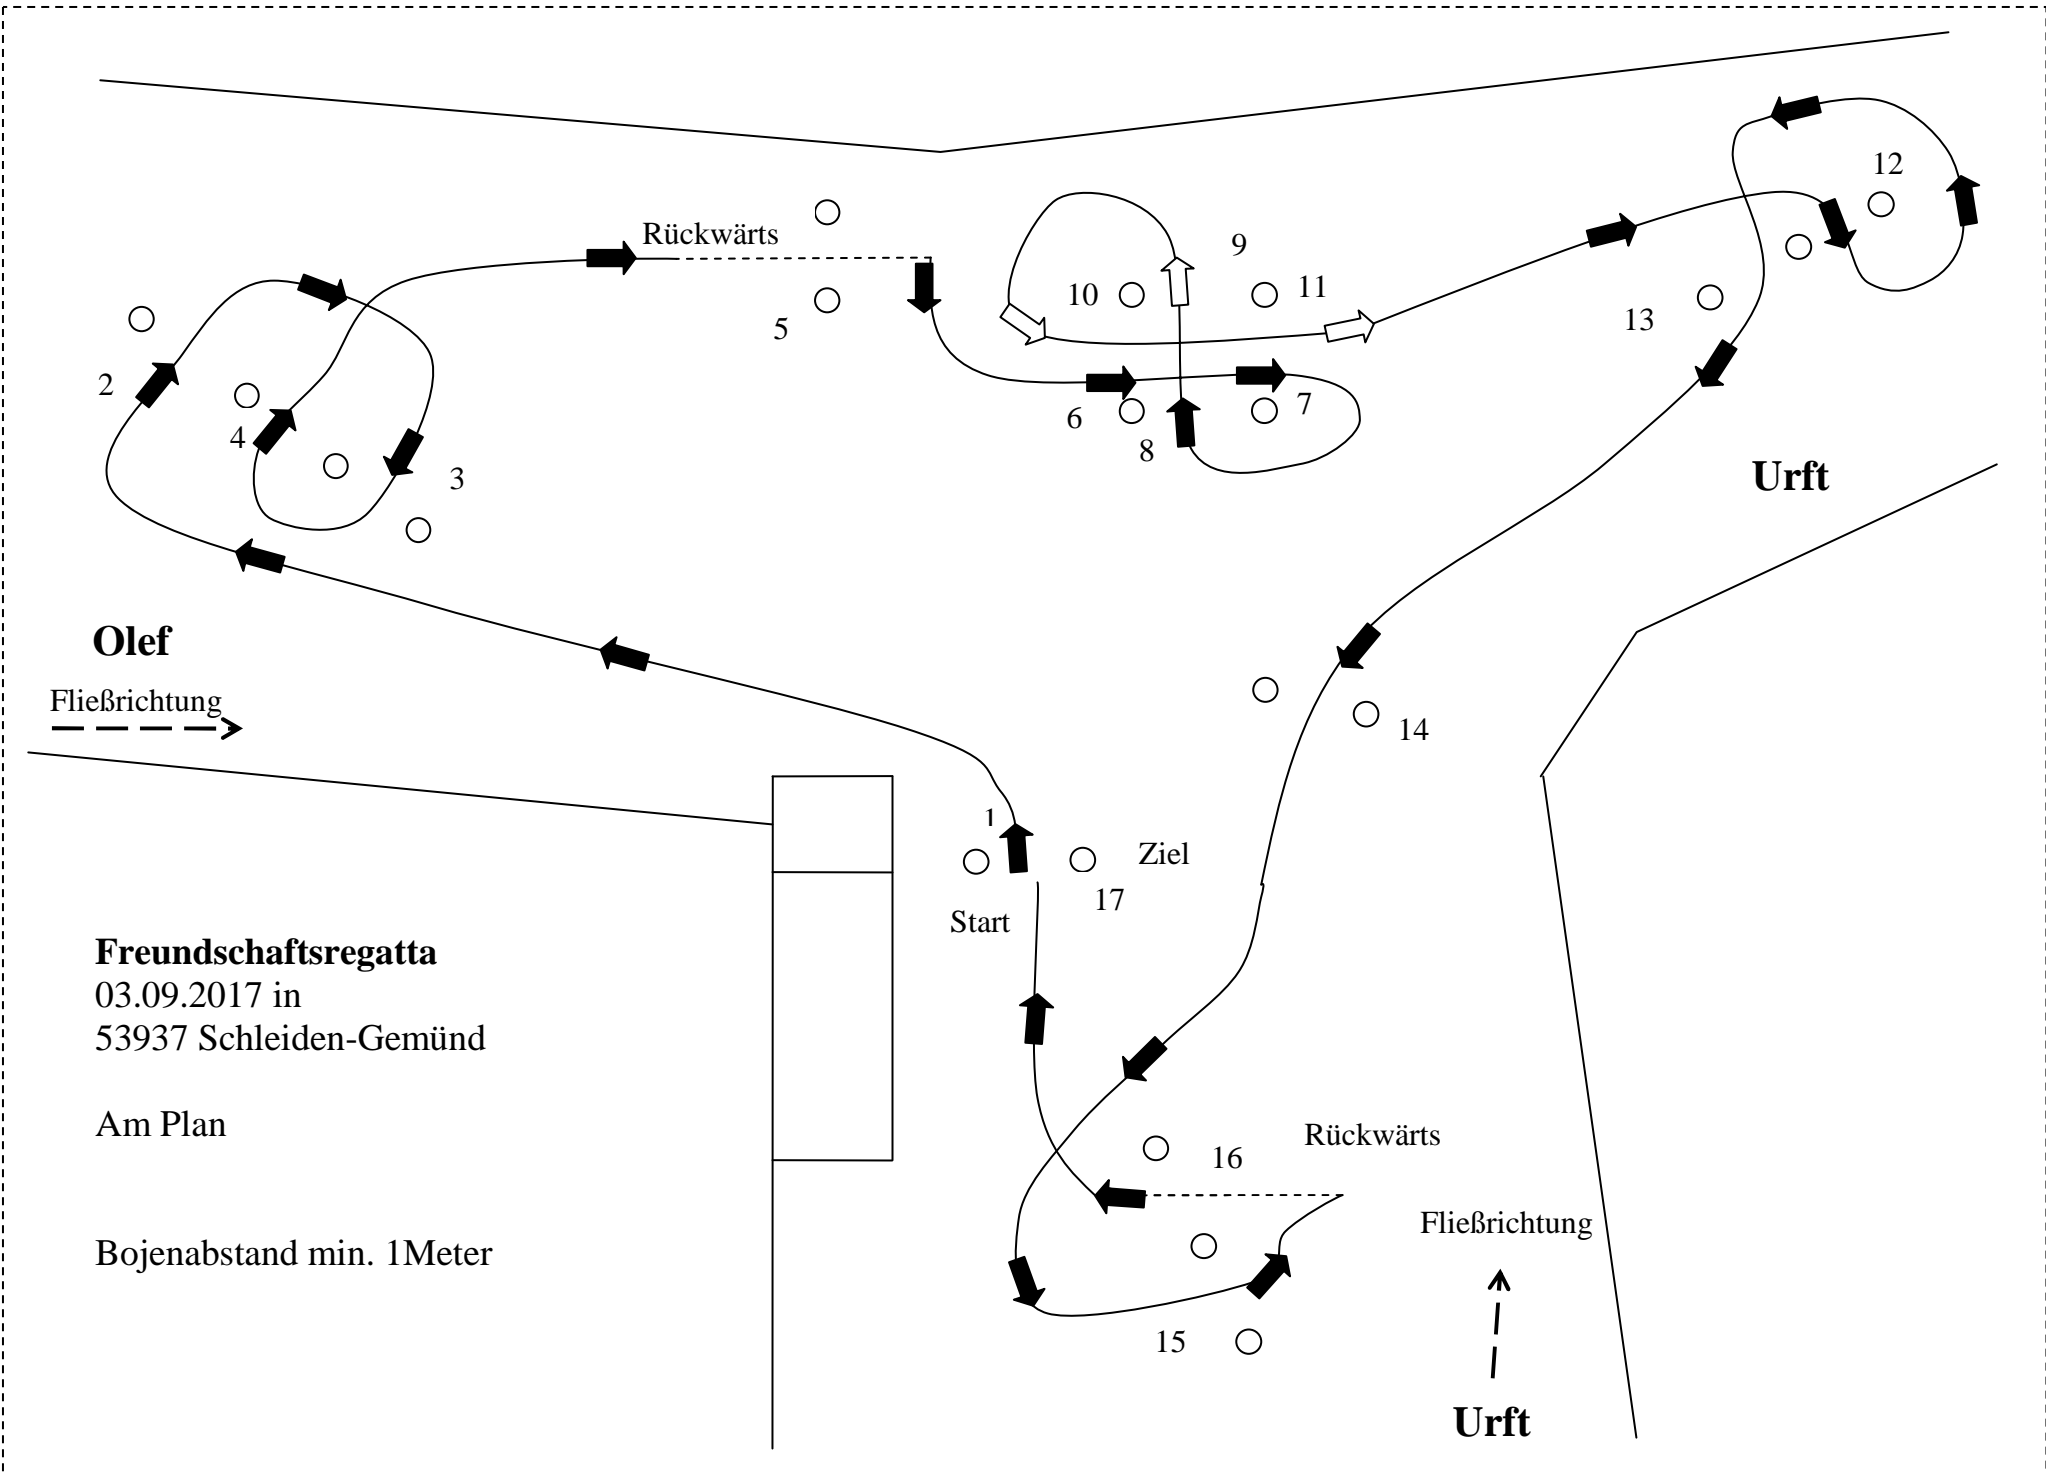 12
Rückwärts
9
10
11
5
13
2
6
7
4
8
3
Urft
Olef
Fließrichtung
14
1
Ziel
17
Start
Freundschaftsregatta
03.09.2017 in
53937 Schleiden-Gemünd
Am Plan
Rückwärts
16
Fließrichtung
Bojenabstand min. 1Meter
15
Urft